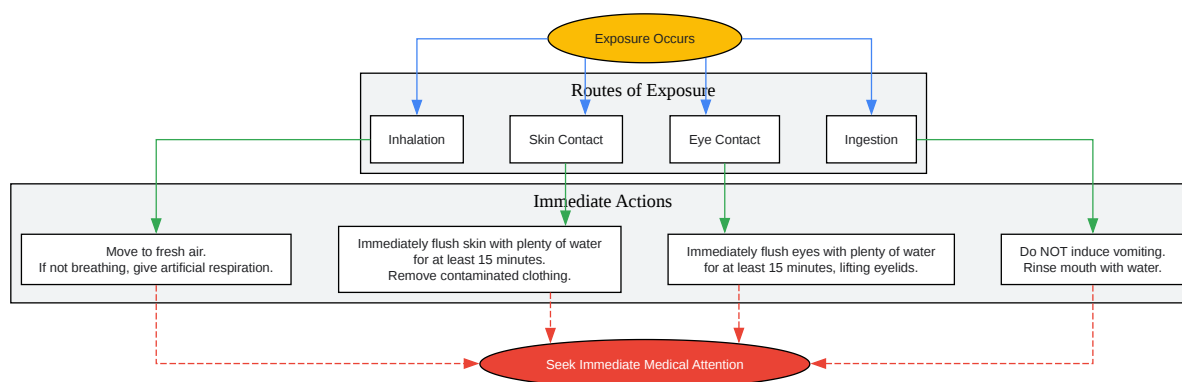 Exposure Occurs
Routes of Exposure
Inhalation
Skin Contact
Eye Contact
Ingestion
Immediate Actions
Move to fresh air.
If not breathing, give artificial respiration.
Immediately flush skin with plenty of water
for at least 15 minutes.
Remove contaminated clothing.
Immediately flush eyes with plenty of water
for at least 15 minutes, lifting eyelids.
Do NOT induce vomiting.
Rinse mouth with water.
Seek Immediate Medical Attention